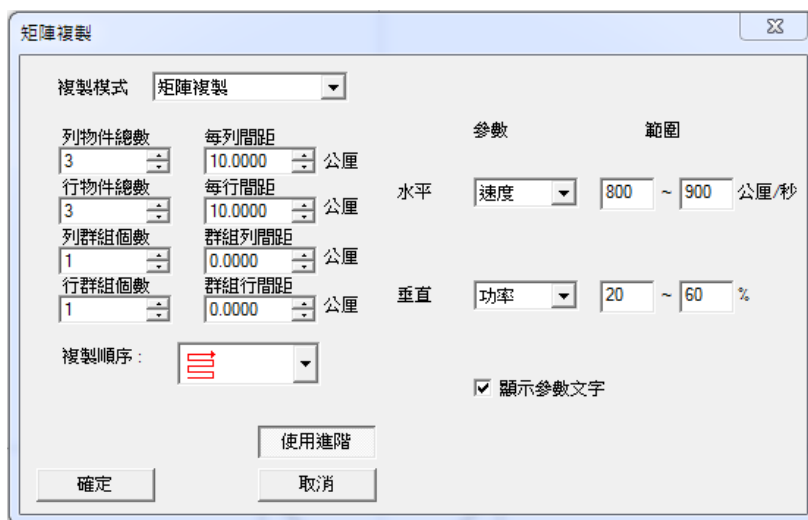 矩陣複製
複製模式 矩陣複製
參數 範圍
列物件總數 每列間距
3 10.0000 公厘
行物件總數 每行間距
3 10.0000 公厘
水平 速度 800 ~ 900 公厘/秒
列群組個數 群組列間距
1 0.0000 公厘
行群組個數 群組行間距
1 0.0000 公厘
垂直 功率 20 ~ 60 %
複製順序 :
顯示參數文字
使用進階
確定 取消